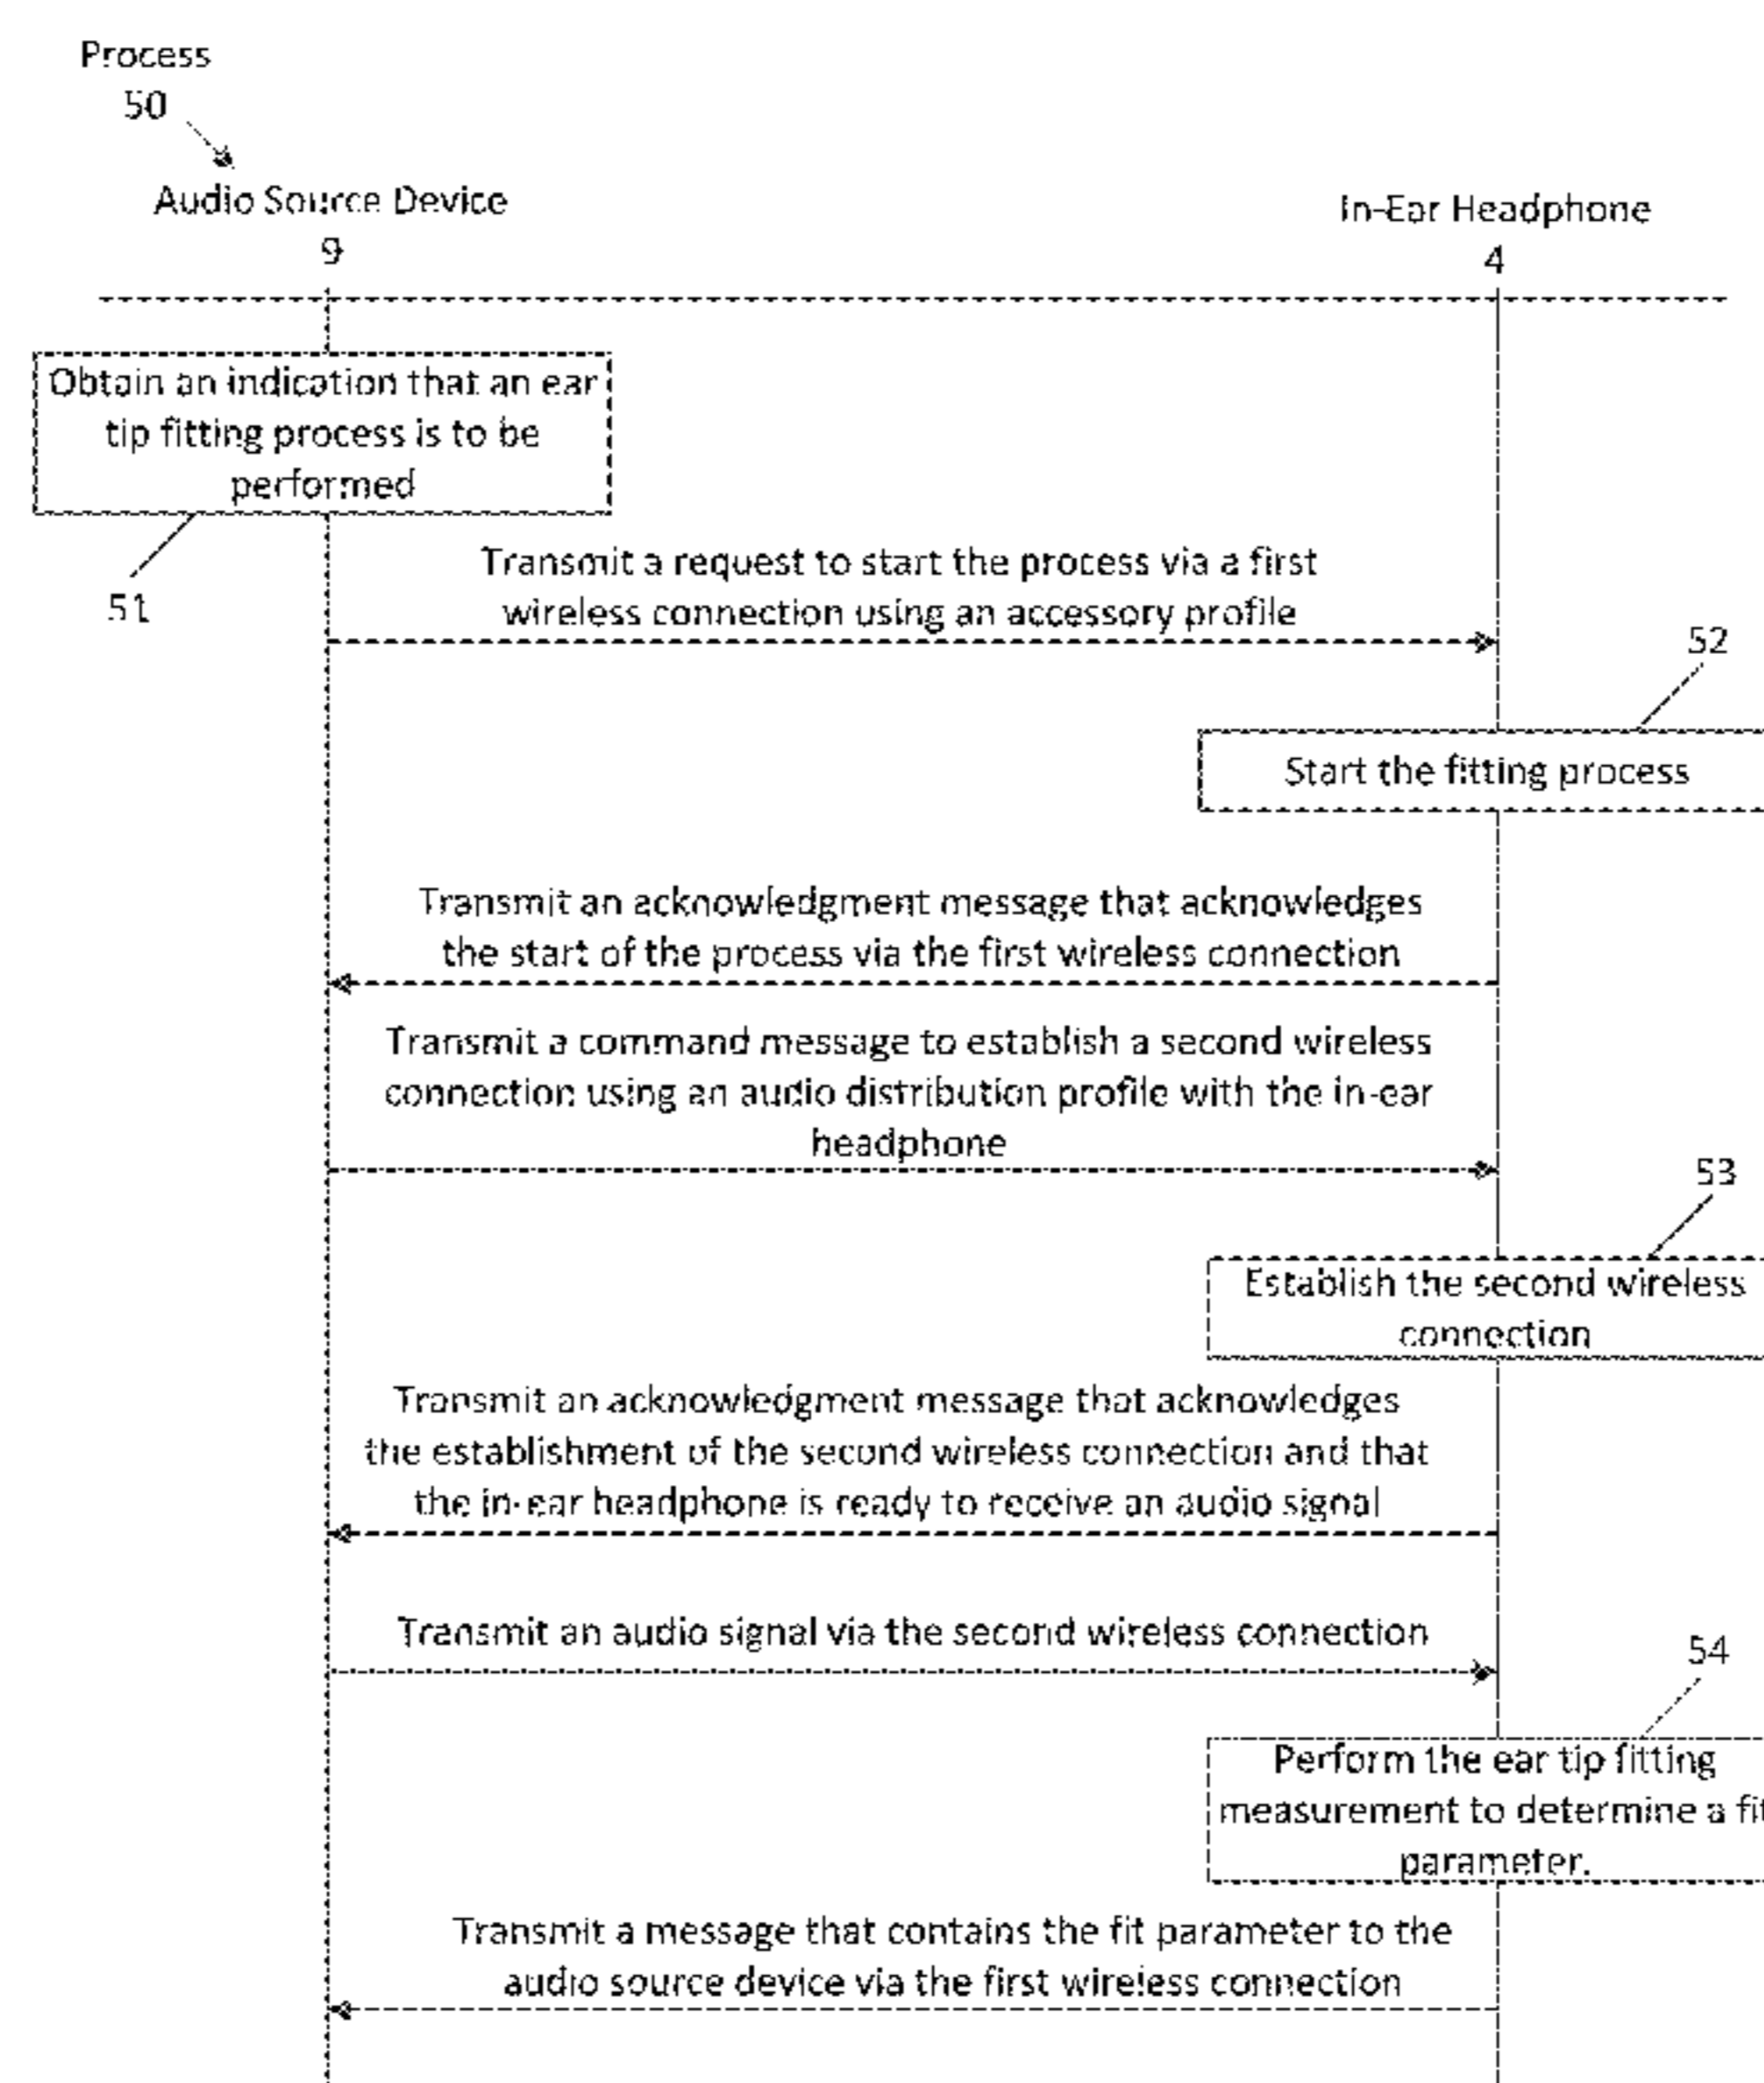 Process
50
Audio Source Device
9
In-Ear Headphone
4
Obtain an indication that an ear
tip fitting process is to be
performed
51
Transmit a request to start the process via a first
wireless connection using an accessory profile
52
Start the fitting process
Transmit an acknowledgment message that acknowledges
the start of the process via the first wireless connection
Transmit a command message to establish a second wireless
connection using an audio distribution profile with the in-ear
headphone
53
Establish the second wireless
connection
Transmit an acknowledgment message that acknowledges
the establishment of the second wireless connection and that
the in-ear headphone is ready to receive an audio signal
Transmit an audio signal via the second wireless connection
54
Perform the ear tip fitting
measurement to determine a fit
parameter.
Transmit a message that contains the fit parameter to the
audio source device via the first wireless connection